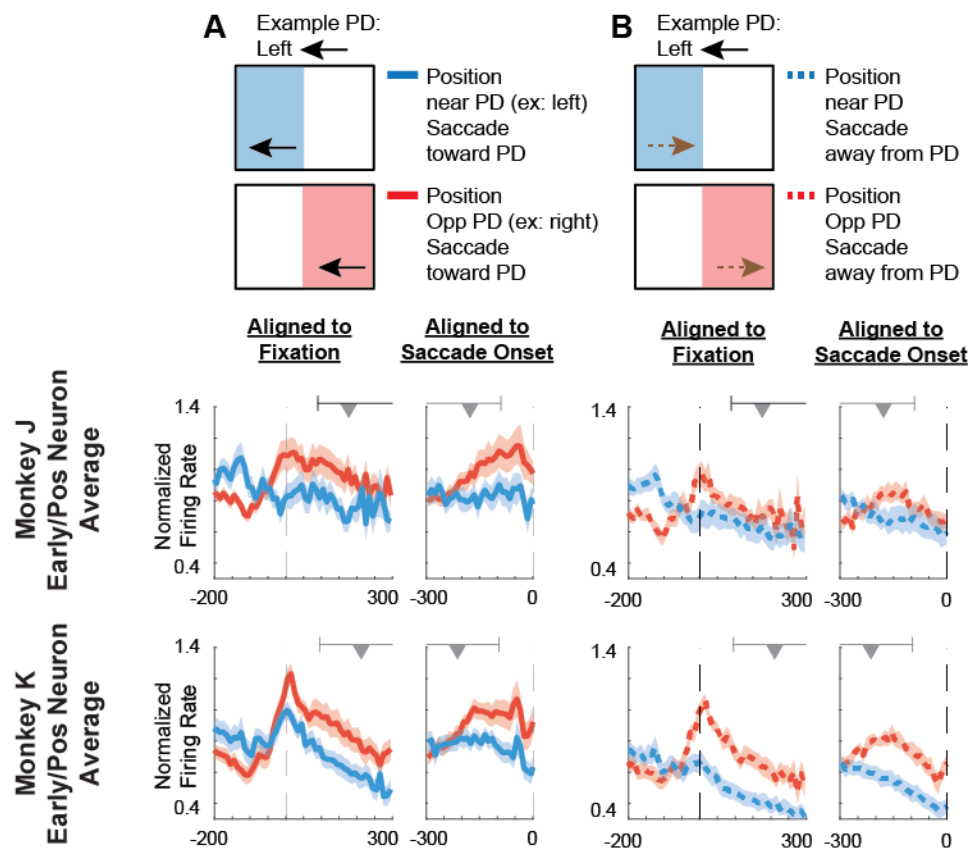 A
Example PD:
Left
Position
near PD (ex: left)
Saccade
toward PD
Position
Opp PD (ex: right)
Saccade
toward PD
B
Example PD:
Left
Position
near PD
Saccade
away from PD
Position
Opp PD
Saccade
away from PD
Aligned to
Fixation
Aligned to
Saccade Onset
Aligned to
Fixation
Aligned to
Saccade Onset
Monkey J
Early/Pos Neuron
Average
Normalized
Firing Rate
1.4
0.4
-200
300
-300
0
1.4
0.4
-200
300
-300
0
Monkey K
Early/Pos Neuron
Average
Normalized
Firing Rate
1.4
0.4
-200
300
-300
0
1.4
0.4
-200
300
-300
0